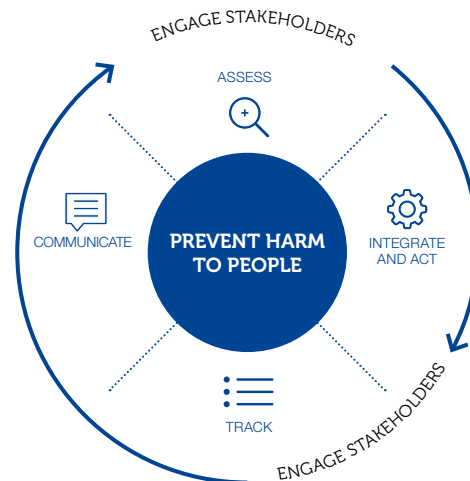 ENGAGE STAKEHOLDERS
ASSESS
COMMUNICATE
PREVENT HARM
TO PEOPLE
INTEGRATE
AND ACT
TRACK
ENGAGE STAKEHOLDERS